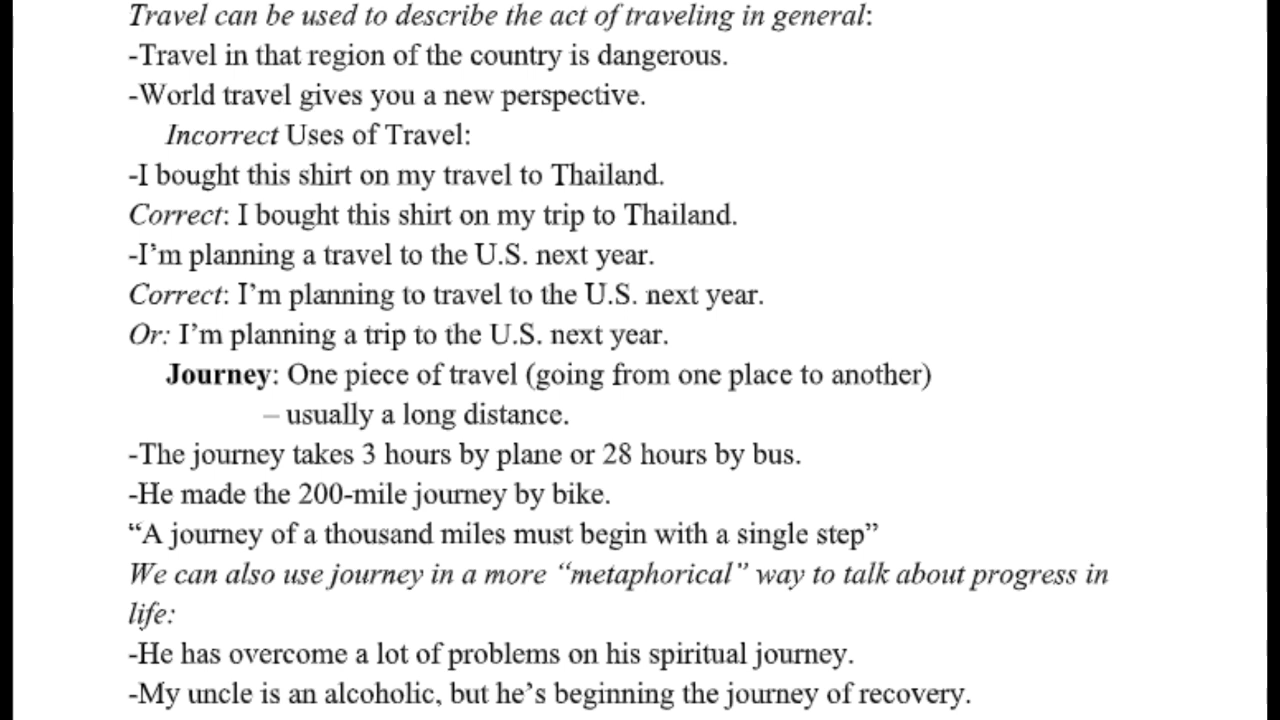 Travel can be used to describe the act of traveling in general:
-Travel in that region of the country is dangerous.
-World travel gives you a new perspective.
Incorrect Uses of Travel:
-I bought this shirt on my travel to Thailand.
Correct: I bought this shirt on my trip to Thailand.
-I’m planning a travel to the U.S. next year.
Correct: I’m planning to travel to the U.S. next year.
Or: I’m planning a trip to the U.S. next year.
Journey: One piece of travel (going from one place to another)
– usually a long distance.
-The journey takes 3 hours by plane or 28 hours by bus.
-He made the 200-mile journey by bike.
“A journey of a thousand miles must begin with a single step”
We can also use journey in a more “metaphorical” way to talk about progress in
life:
-He has overcome a lot of problems on his spiritual journey.
-My uncle is an alcoholic, but he’s beginning the journey of recovery.